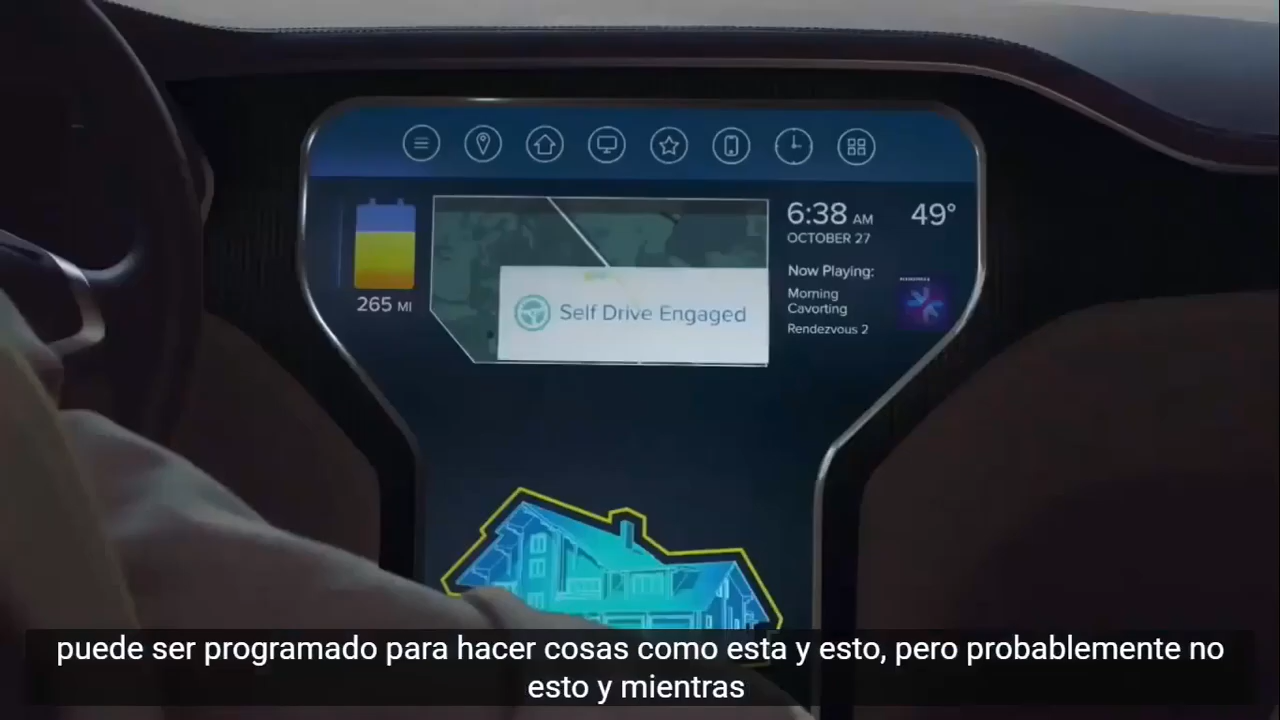 265 MI
Self Drive Engaged
6:38 AM
49°
OCTOBER 27
Now Playing:
Morning
Cavorting
Rendezvous 2
puede ser programado para hacer cosas como esta y esto, pero probablemente no
esto y mientras